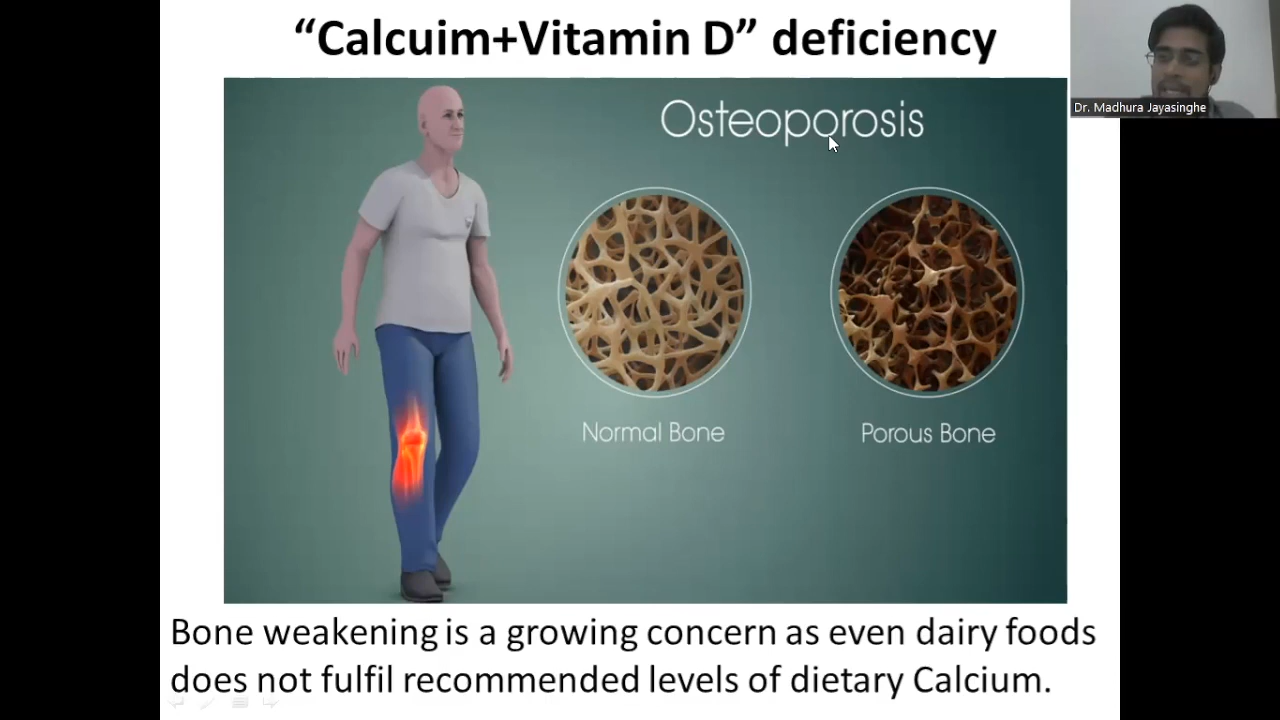 “Calcuim+Vitamin D” deficiency
Dr. Madhura Jayasinghe
Osteoporosis
Normal Bone
Porous Bone
Bone weakening is a growing concern as even dairy foods
does not fulfil recommended levels of dietary Calcium.